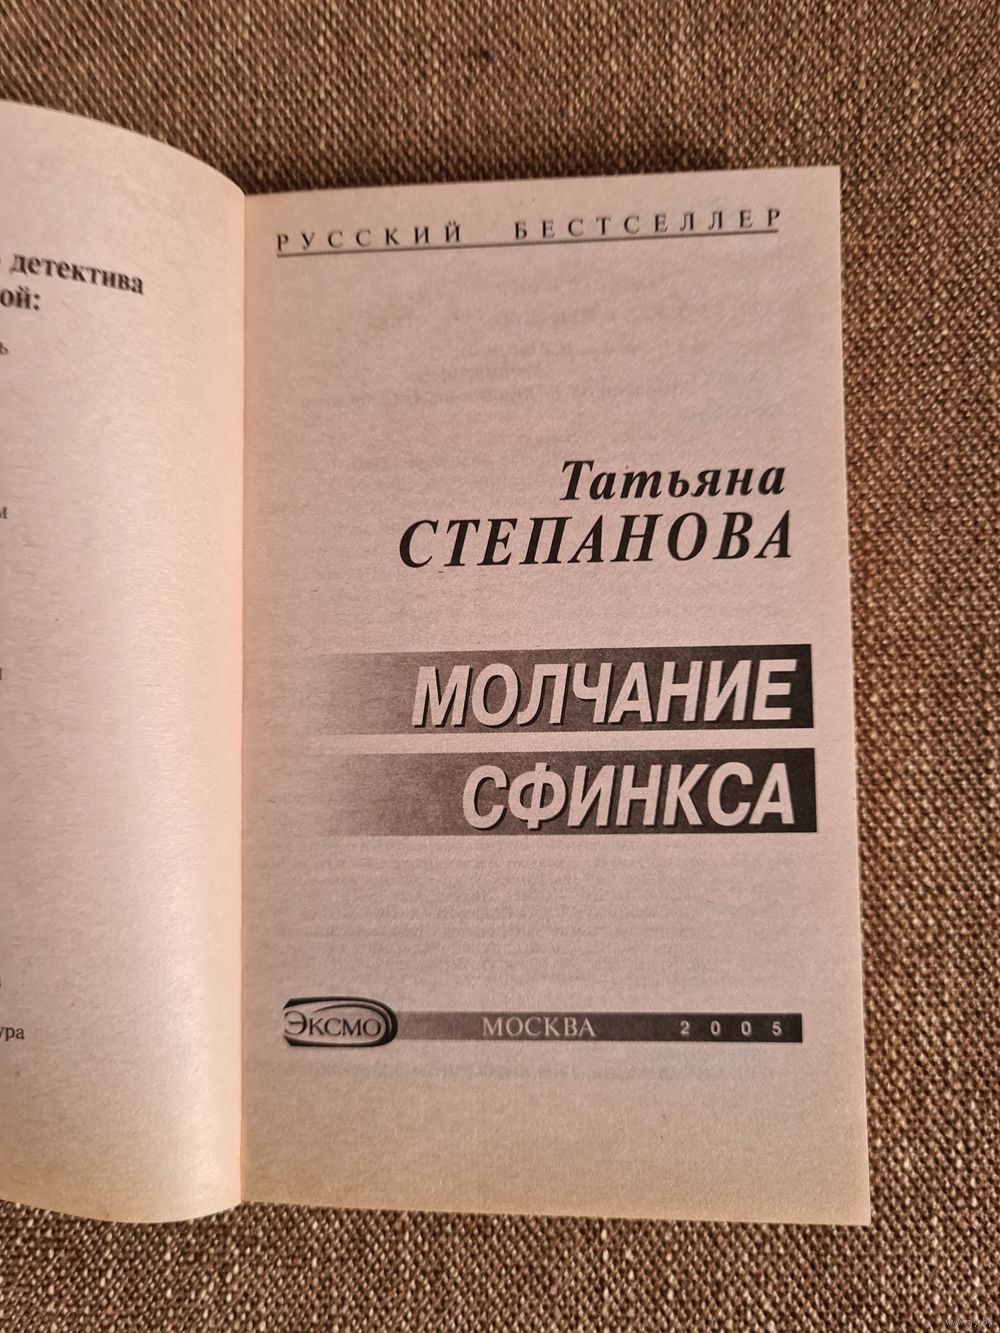 детектива
ой:
ь
м
ура
РУССКИЙ БЕСТСЕЛЛЕР
Татьяна
СТЕПАНОВА
МОЛЧАНИЕ
СФИНКСА
ЭКСМО МОСКВА 2005